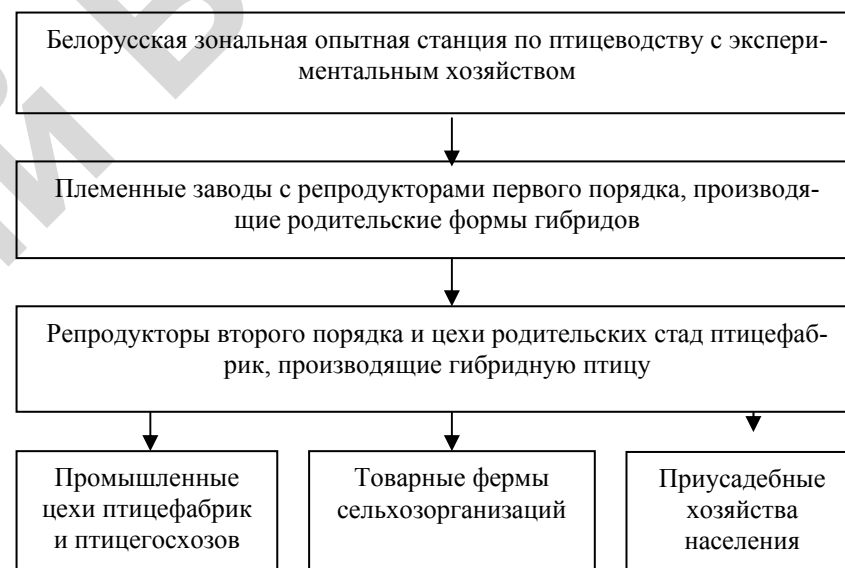 Белорусская зональная опытная станция по птицеводству с экспери-
ментальным хозяйством
Племенные заводы с репродукторами первого порядка, производя-
щие родительские формы гибридов
Репродукторы второго порядка и цехи родительских стад птицефаб-
рик, производящие гибридную птицу
Промышленные
цехи птицефабрик
и птицегосхозов
Товарные фермы
сельхозорганизаций
Приусадебные
хозяйства
населения